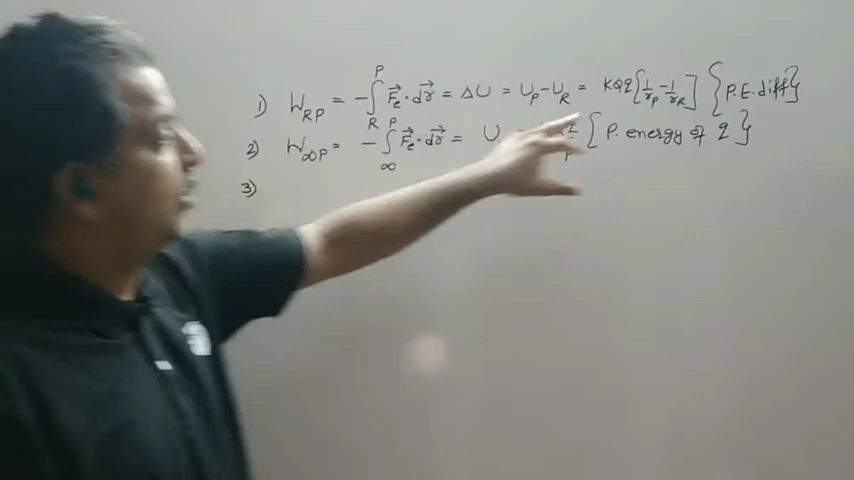 1) W_RP = - ∫_R^P F⃗e · dr⃗ = ΔU = U_P - U_R = KQq [1/r_P - 1/r_R] {P.E. diff}
2) W_∞P = - ∫_∞^P F⃗e · dr⃗ = U {P. energy of q}
3)